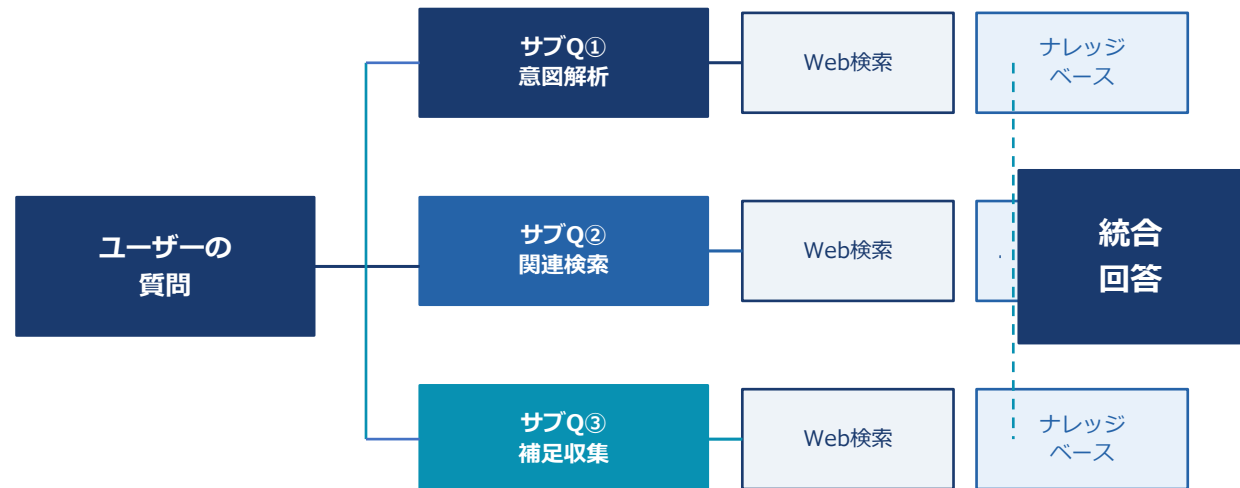 サブQ①
意図解析
Web検索
ナレッジ
ベース
ユーザーの
質問
サブQ②
関連検索
Web検索
統合
回答
サブQ③
補足収集
Web検索
ナレッジ
ベース